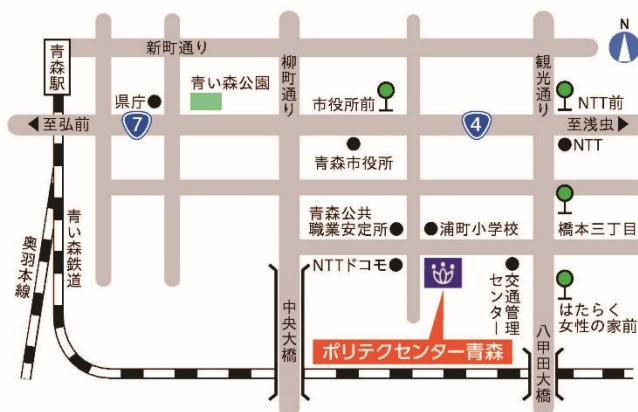 N
新町通り
青森駅
柳町通り
観光通り
青い森公園
県庁
市役所前
NTT前
至弘前
7
4
至浅虫
青森市役所
NTT
青森公共
職業安定所
浦町小学校
橋本三丁目
青い森鉄道
奥羽本線
NTTドコモ
交通管理
センター
中央大橋
はたらく
女性の家前
ポリテクセンター青森
八甲田大橋